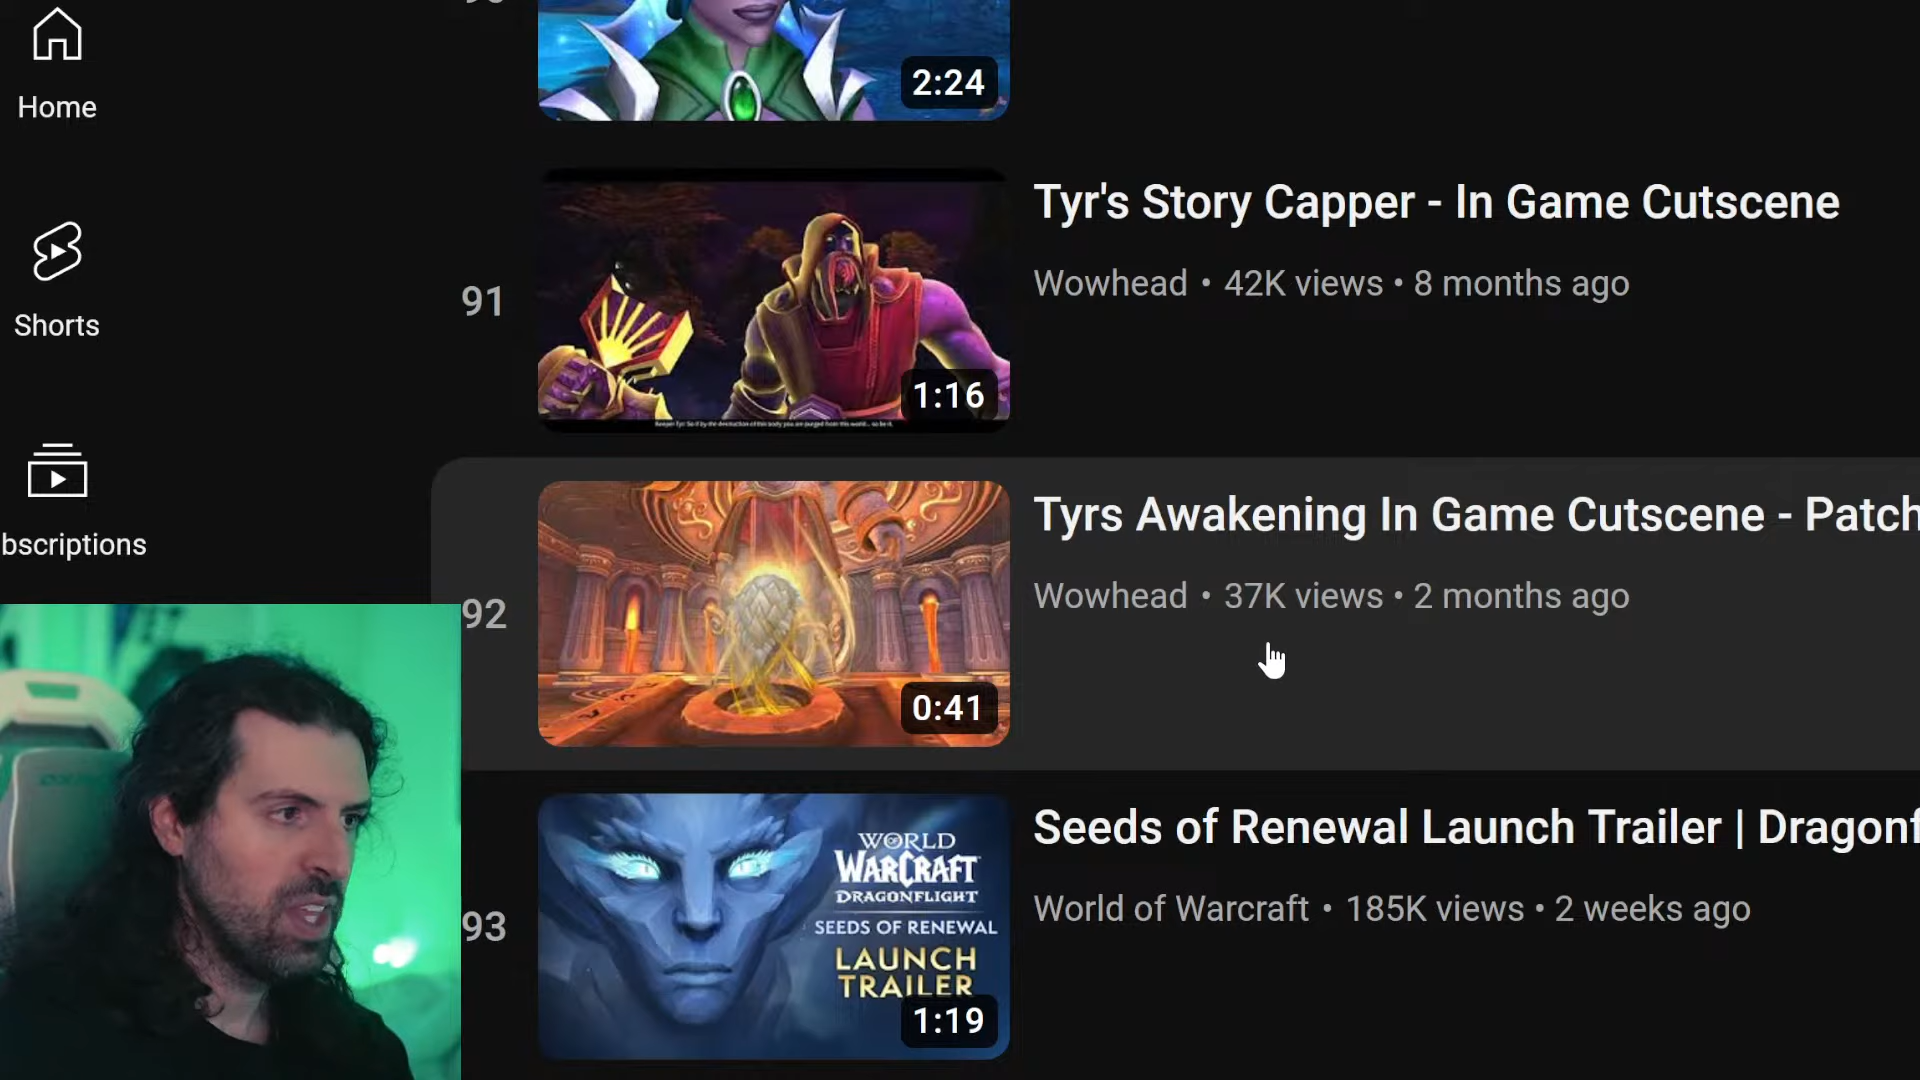 Home
2:24
Shorts
bscriptions
91
1:16
Tyr's Story Capper - In Game Cutscene
Wowhead • 42K views • 8 months ago
92
0:41
Tyrs Awakening In Game Cutscene - Patch
Wowhead • 37K views • 2 months ago
93
WORLD
WARCRAFT
DRAGONFLIGHT
SEEDS OF RENEWAL
LAUNCH
TRAILER
1:19
Seeds of Renewal Launch Trailer | Dragonf
World of Warcraft • 185K views • 2 weeks ago